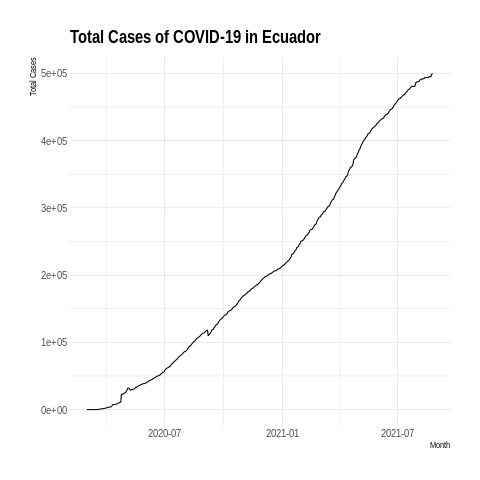 Total Cases of COVID-19 in Ecuador
Total Cases
5e+05
4e+05
3e+05
2e+05
1e+05
0e+00
2020-07
2021-01
2021-07
Month